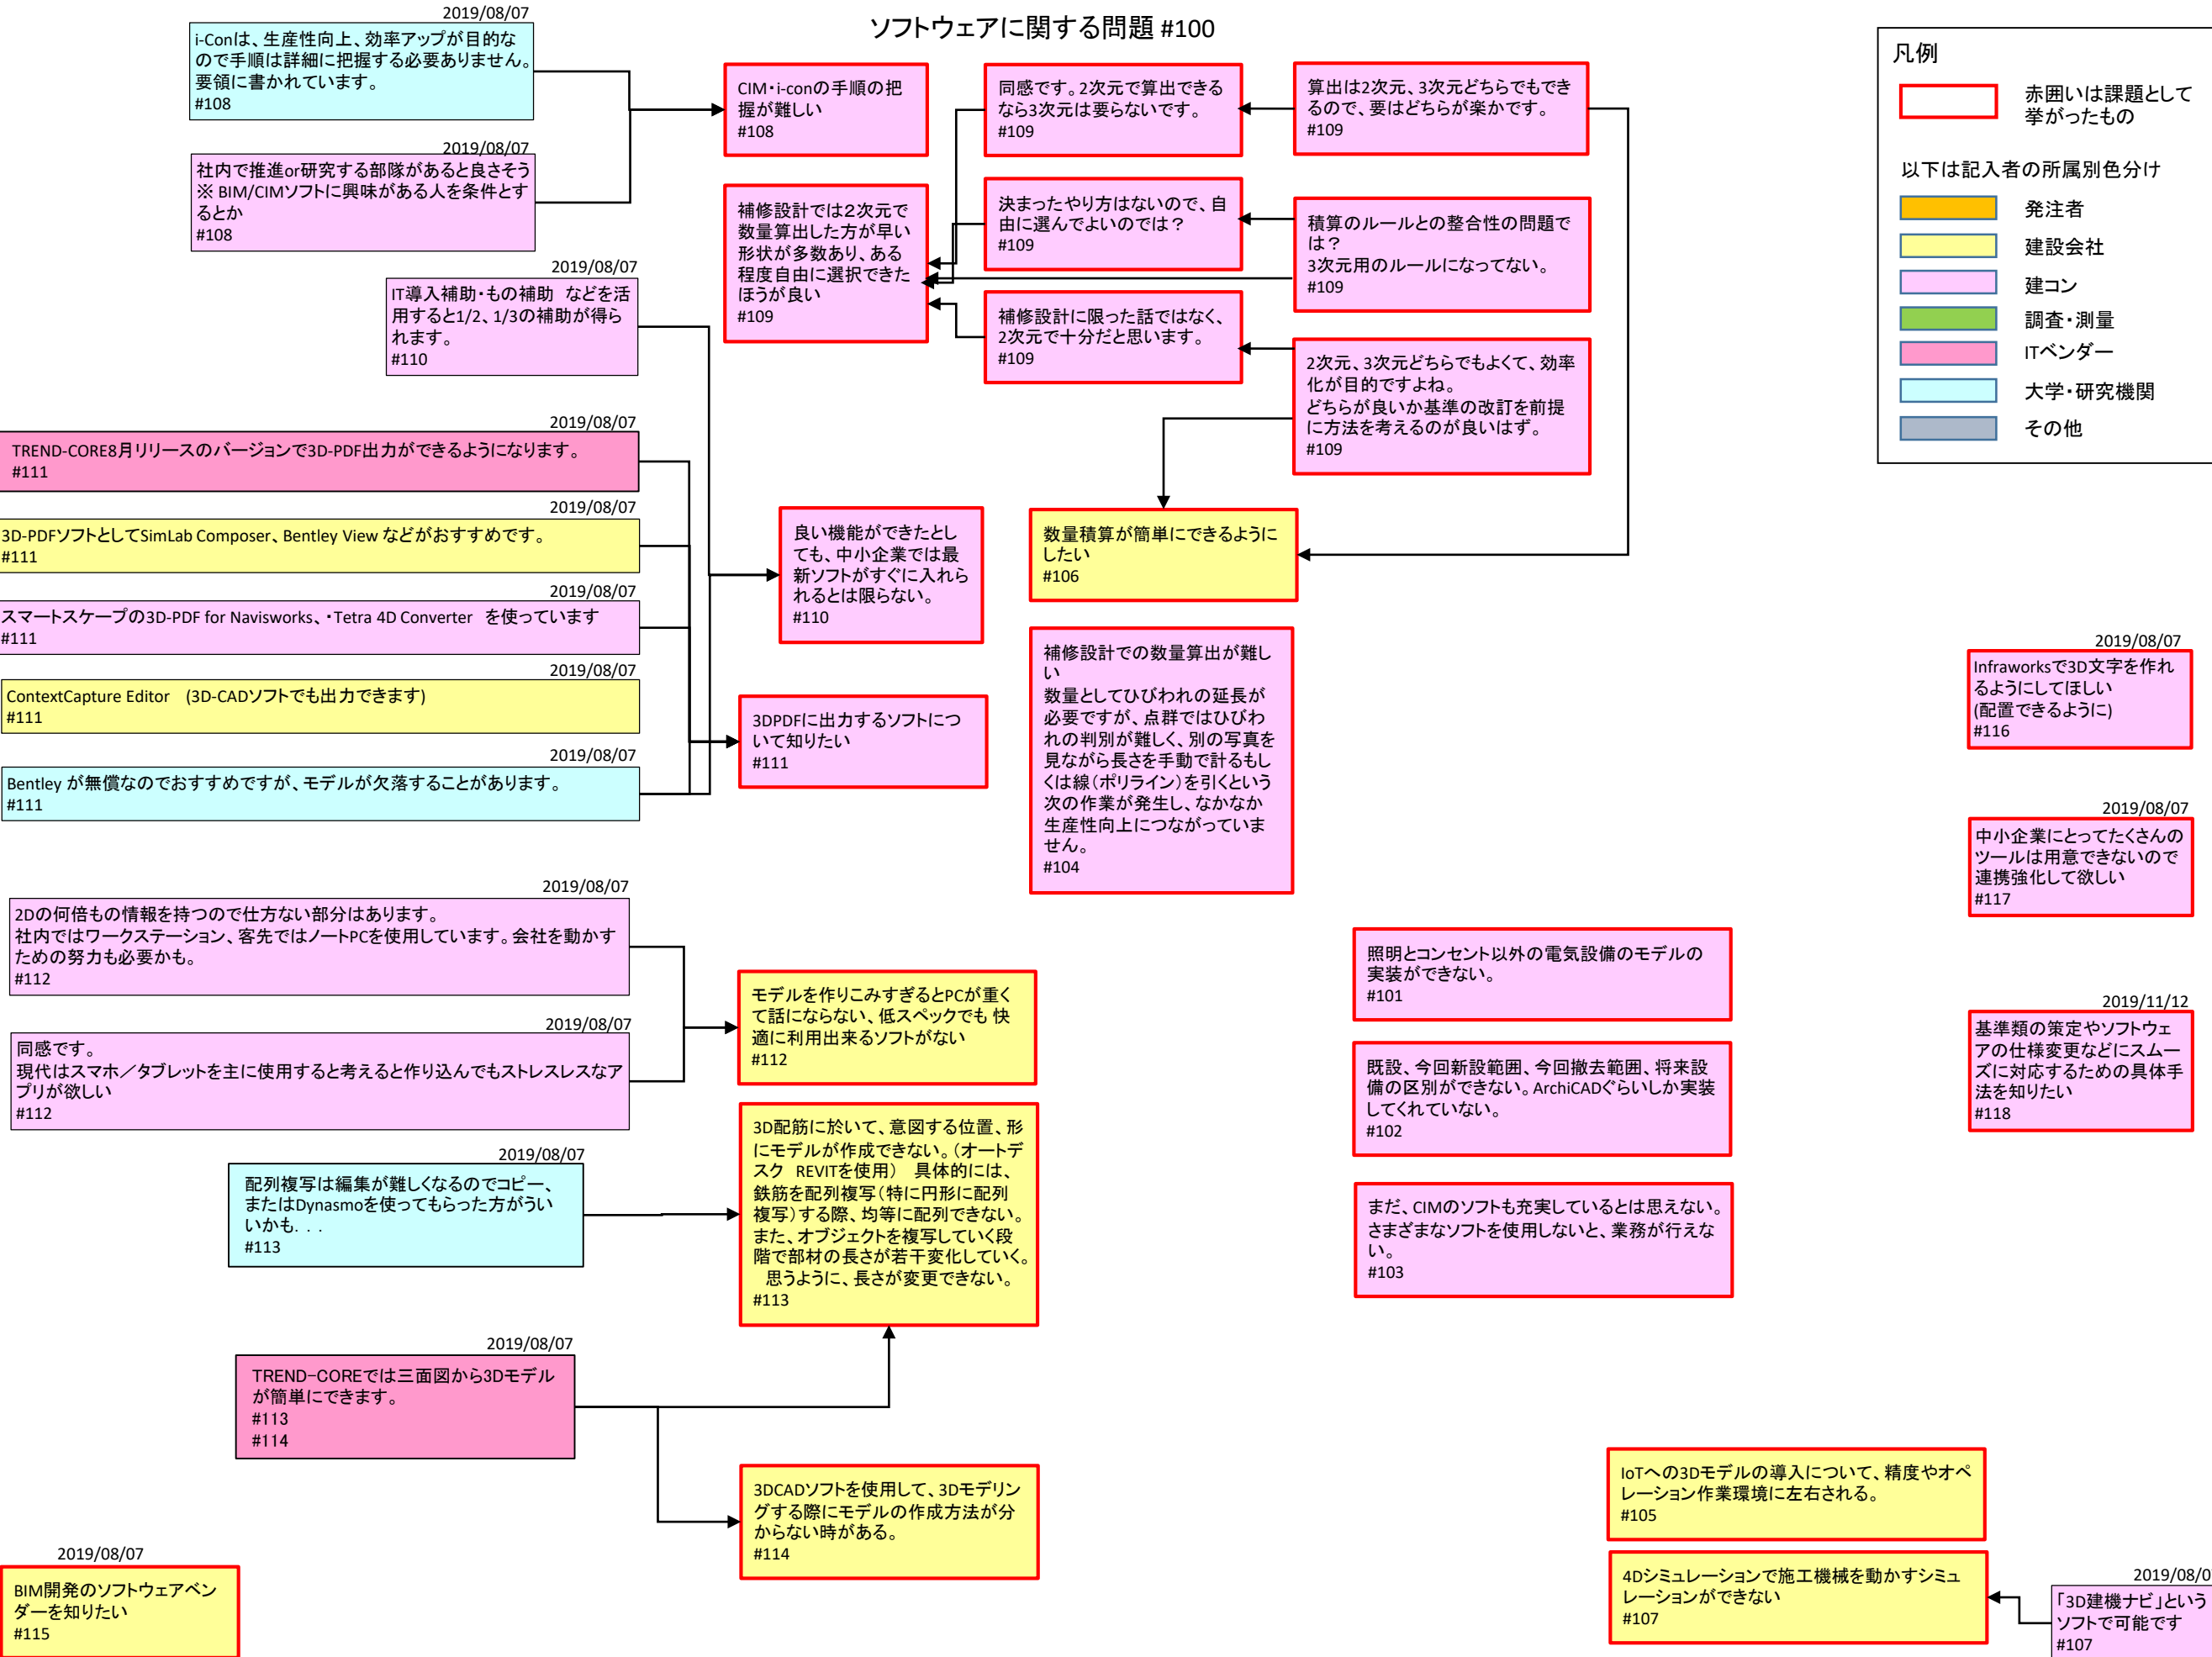 ソフトウェアに関する問題 #100
2019/08/07
i-Conは、生産性向上、効率アップが目的な
ので手順は詳細に把握する必要ありません。
要領に書かれています。
#108
2019/08/07
社内で推進or研究する部隊があると良さそう
※ BIM/CIMソフトに興味がある人を条件とす
るとか
#108
CIM・i-conの手順の把
握が難しい
#108
同感です。2次元で算出できる
なら3次元は要らないです。
#109
算出は2次元、3次元どちらでもでき
るので、要はどちらが楽かです。
#109
補修設計では２次元で
数量算出した方が早い
形状が多数あり、ある
程度自由に選択できた
ほうが良い
#109
決まったやり方はないので、自
由に選んでよいのでは？
#109
積算のルールとの整合性の問題で
は？
3次元用のルールになってない。
#109
補修設計に限った話ではなく、
2次元で十分だと思います。
#109
2次元、3次元どちらでもよくて、効率
化が目的ですよね。
どちらが良いか基準の改訂を前提
に方法を考えるのが良いはず。
#109
凡例
赤囲いは課題として
挙がったもの
以下は記入者の所属別色分け
発注者
建設会社
建コン
調査・測量
ITベンダー
大学・研究機関
その他
2019/08/07
IT導入補助・もの補助　などを活
用すると1/2、1/3の補助が得ら
れます。
#110
2019/08/07
TREND-CORE8月リリースのバージョンで3D-PDF出力ができるようになります。
#111
2019/08/07
3D-PDFソフトとしてSimLab Composer、Bentley View などがおすすめです。
#111
2019/08/07
スマートスケープの3D-PDF for Navisworks、・Tetra 4D Converter　を使っています
#111
2019/08/07
ContextCapture Editor　(3D-CADソフトでも出力できます)
#111
2019/08/07
Bentley が無償なのでおすすめですが、モデルが欠落することがあります。
#111
良い機能ができたとし
ても、中小企業では最
新ソフトがすぐに入れら
れるとは限らない。
#110
3DPDFに出力するソフトにつ
いて知りたい
#111
数量積算が簡単にできるように
したい
#106
補修設計での数量算出が難し
い
数量としてひびわれの延長が
必要ですが、点群ではひびわ
れの判別が難しく、別の写真を
見ながら長さを手動で計るもし
くは線（ポリライン）を引くという
次の作業が発生し、なかなか
生産性向上につながっていま
せん。
#104
2019/08/07
Infraworksで3D文字を作れ
るようにしてほしい
(配置できるように)
#116
2019/08/07
中小企業にとってたくさんの
ツールは用意できないので
連携強化して欲しい
#117
2019/11/12
基準類の策定やソフトウェ
アの仕様変更などにスムー
ズに対応するための具体手
法を知りたい
#118
2019/08/07
2Dの何倍もの情報を持つので仕方ない部分はあります。
社内ではワークステーション、客先ではノートPCを使用しています。会社を動かす
ための努力も必要かも。
#112
2019/08/07
同感です。
現代はスマホ／タブレットを主に使用すると考えると作り込んでもストレスレスなア
プリが欲しい
#112
モデルを作りこみすぎるとPCが重く
て話にならない、低スペックでも 快
適に利用出来るソフトがない
#112
照明とコンセント以外の電気設備のモデルの
実装ができない。
#101
既設、今回新設範囲、今回撤去範囲、将来設
備の区別ができない。ArchiCADぐらいしか実装
してくれていない。
#102
まだ、CIMのソフトも充実しているとは思えない。
さまざまなソフトを使用しないと、業務が行えな
い。
#103
2019/08/07
配列複写は編集が難しくなるのでコピー、
またはDynasmoを使ってもらった方がうい
いかも．．．
#113
3D配筋に於いて、意図する位置、形
にモデルが作成できない。（オートデ
スク　REVITを使用）　具体的には、
鉄筋を配列複写（特に円形に配列
複写）する際、均等に配列できない。
また、オブジェクトを複写していく段
階で部材の長さが若干変化していく。
　思うように、長さが変更できない。
#113
2019/08/07
TREND-COREでは三面図から3Dモデル
が簡単にできます。
#113
#114
3DCADソフトを使用して、3Dモデリン
グする際にモデルの作成方法が分
からない時がある。
#114
2019/08/07
BIM開発のソフトウェアベン
ダーを知りたい
#115
IoTへの3Dモデルの導入について、精度やオペ
レーション作業環境に左右される。
#105
4Dシミュレーションで施工機械を動かすシミュ
レーションができない
#107
2019/08/0
「3D建機ナビ」という
ソフトで可能です
#107